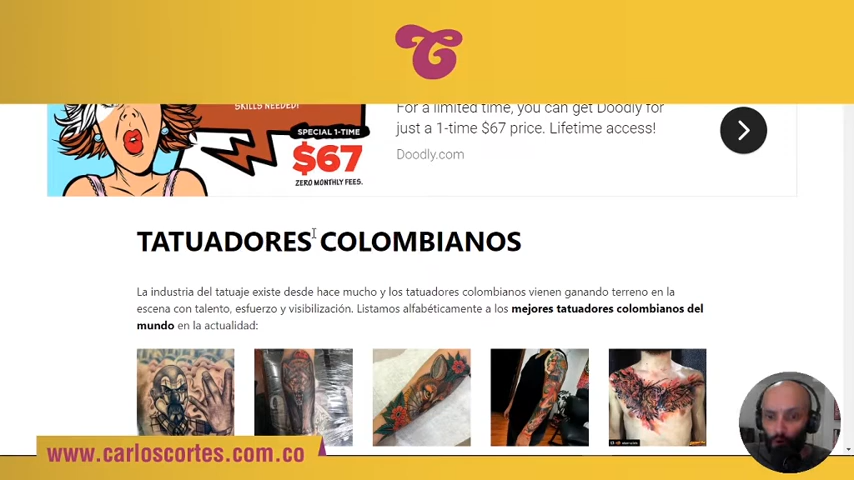 SKILLS NEEDED!
SPECIAL 1-TIME
$67
ZERO MONTHLY FEES.
For a limited time, you can get Doodly for
just a 1-time $67 price. Lifetime access!
Doodly.com
TATUADORES COLOMBIANOS
La industria del tatuaje existe desde hace mucho y los tatuadores colombianos vienen ganando terreno en la
escena con talento, esfuerzo y visibilización. Listamos alfabéticamente a los mejores tatuadores colombianos del
mundo en la actualidad:
www.carloscortes.com.co